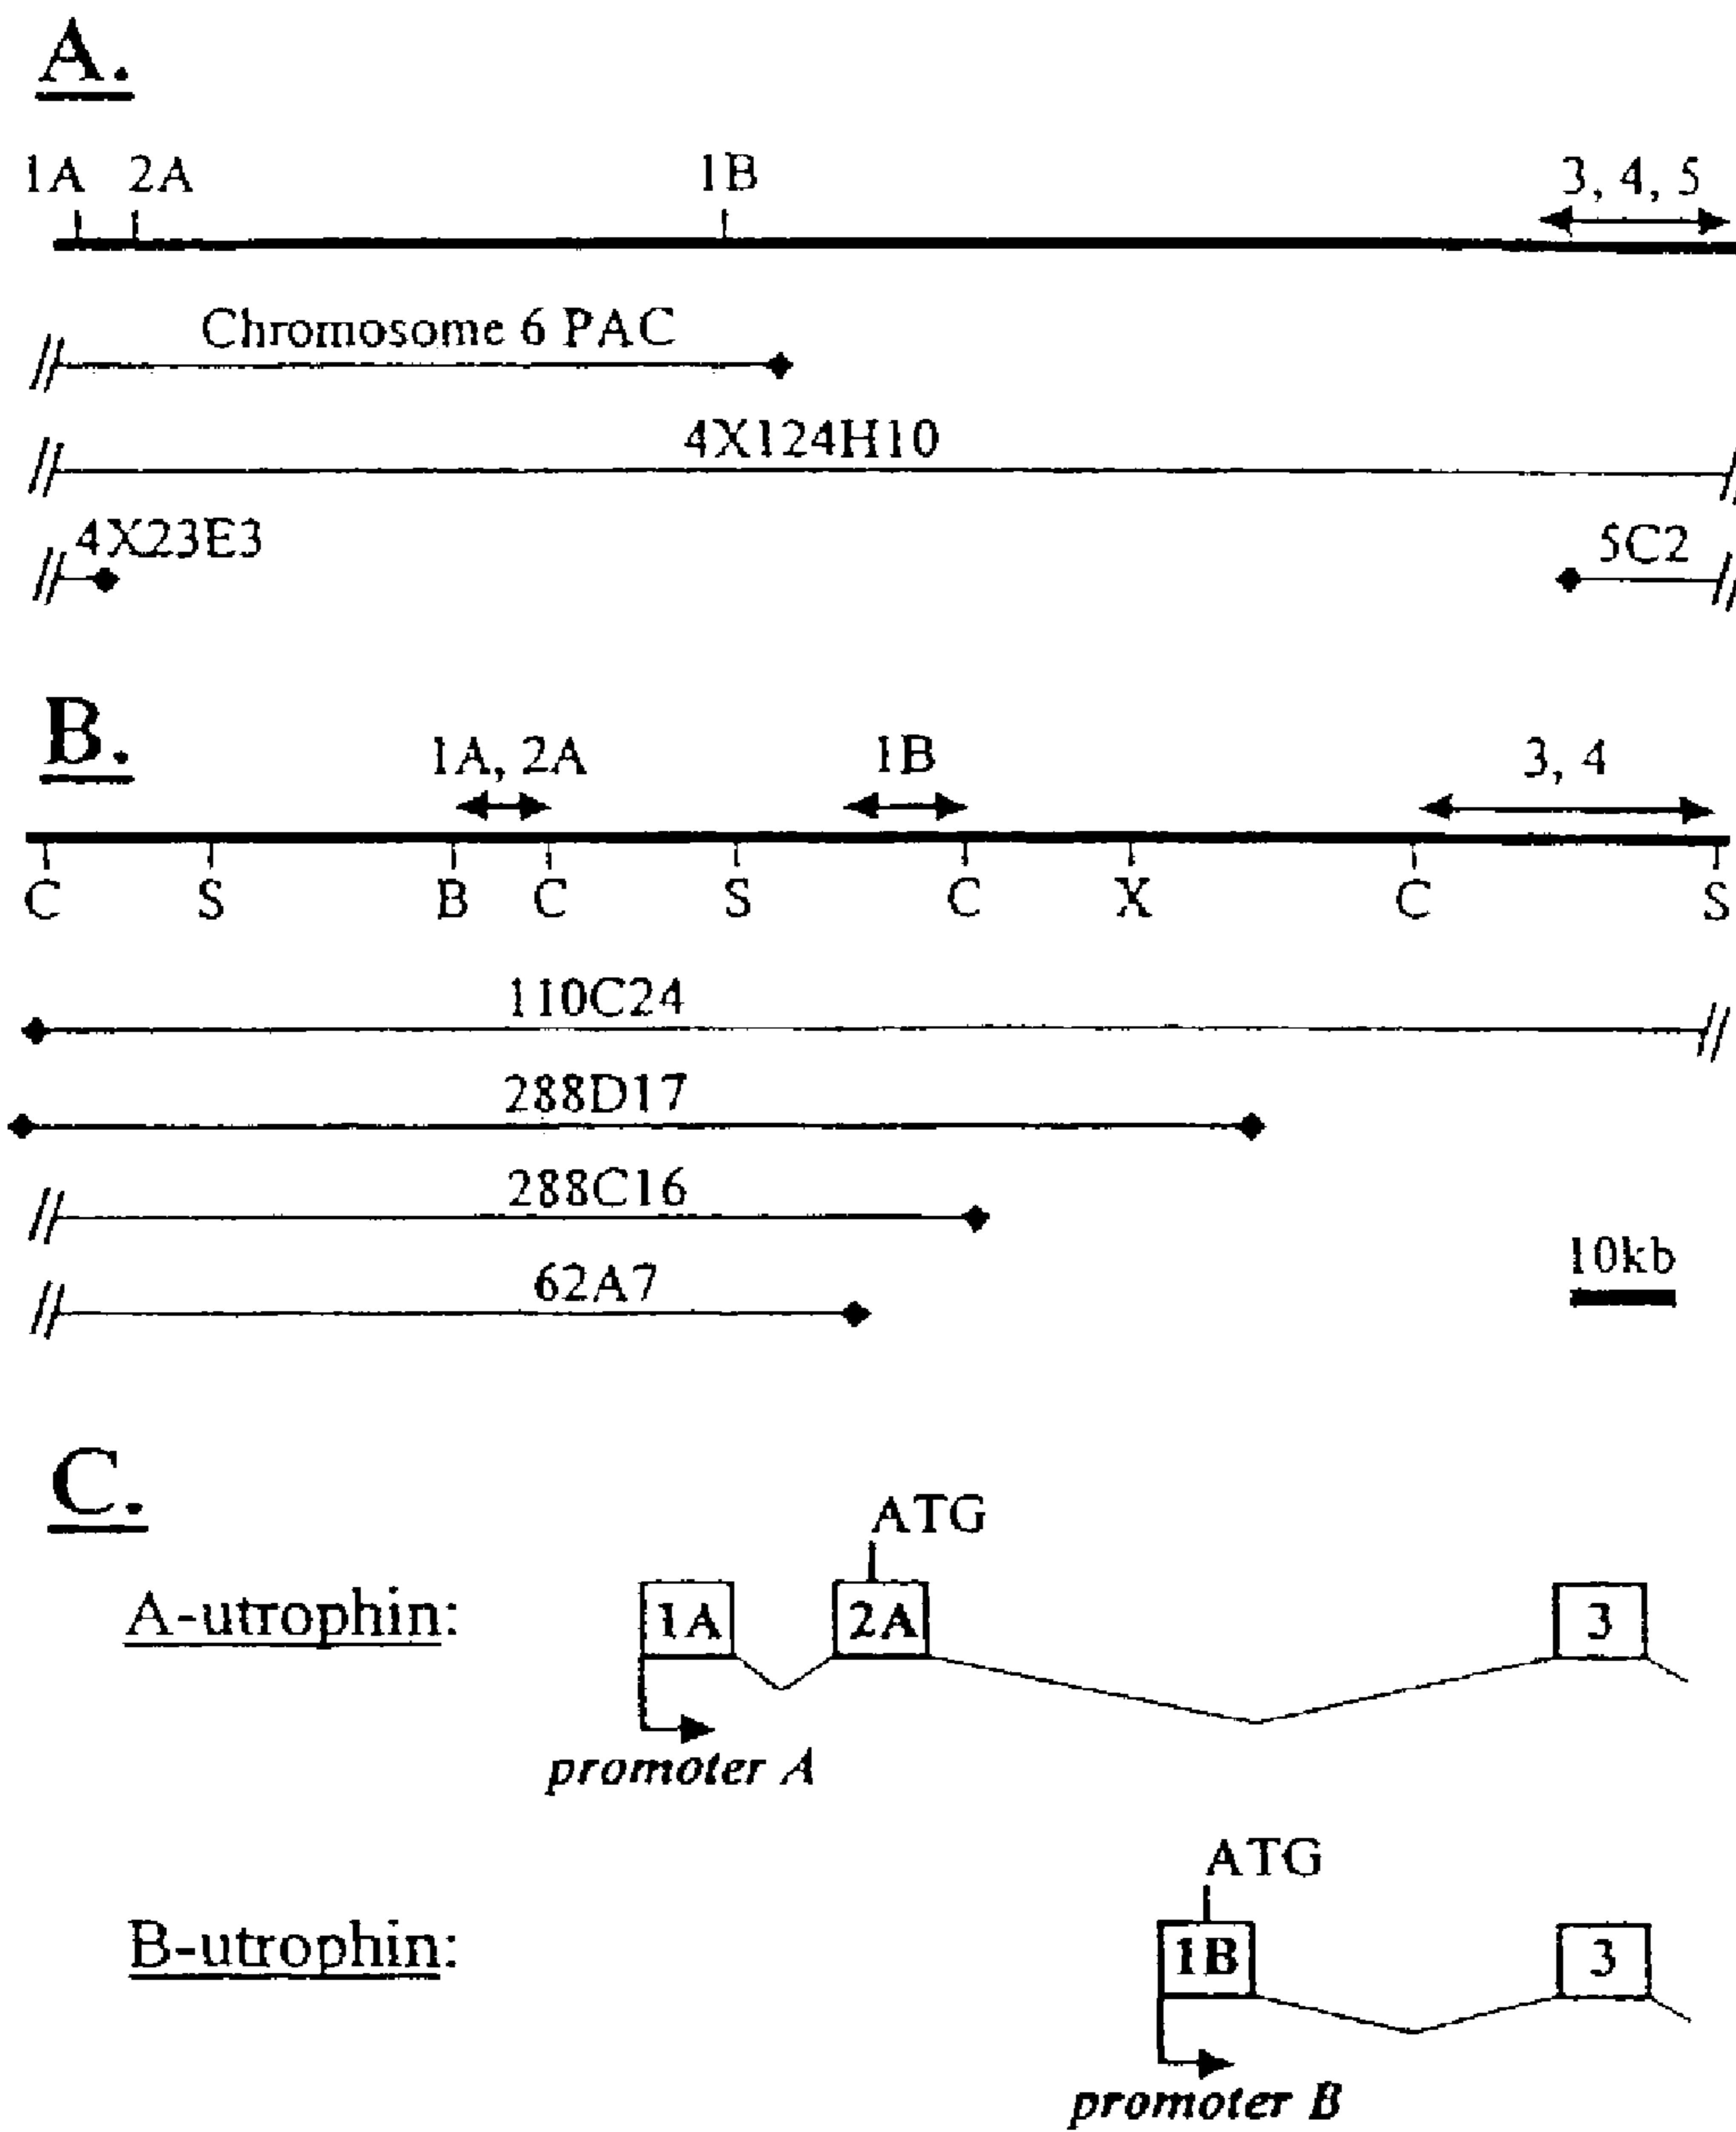 A.
1A 2A 1B 3, 4, 5
Chromosome 6 PAC
4X124H10
4X23E3 5C2
B.
1A, 2A 1B 3, 4
C S B C S C X C S
110C24
288D17
288C16
10kb
62A7
C.
ATG
A-utrophin: 1A 2A 3
promoter A
ATG
B-utrophin: 1B 3
promoter B